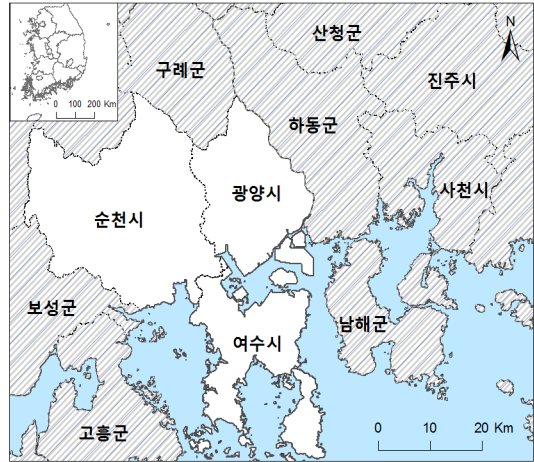 산청군
N
구례군
진주시
0 100 200 Km
하동군
광양시
사천시
순천시
보성군
남해군
여수시
고흥군
0 10 20 Km